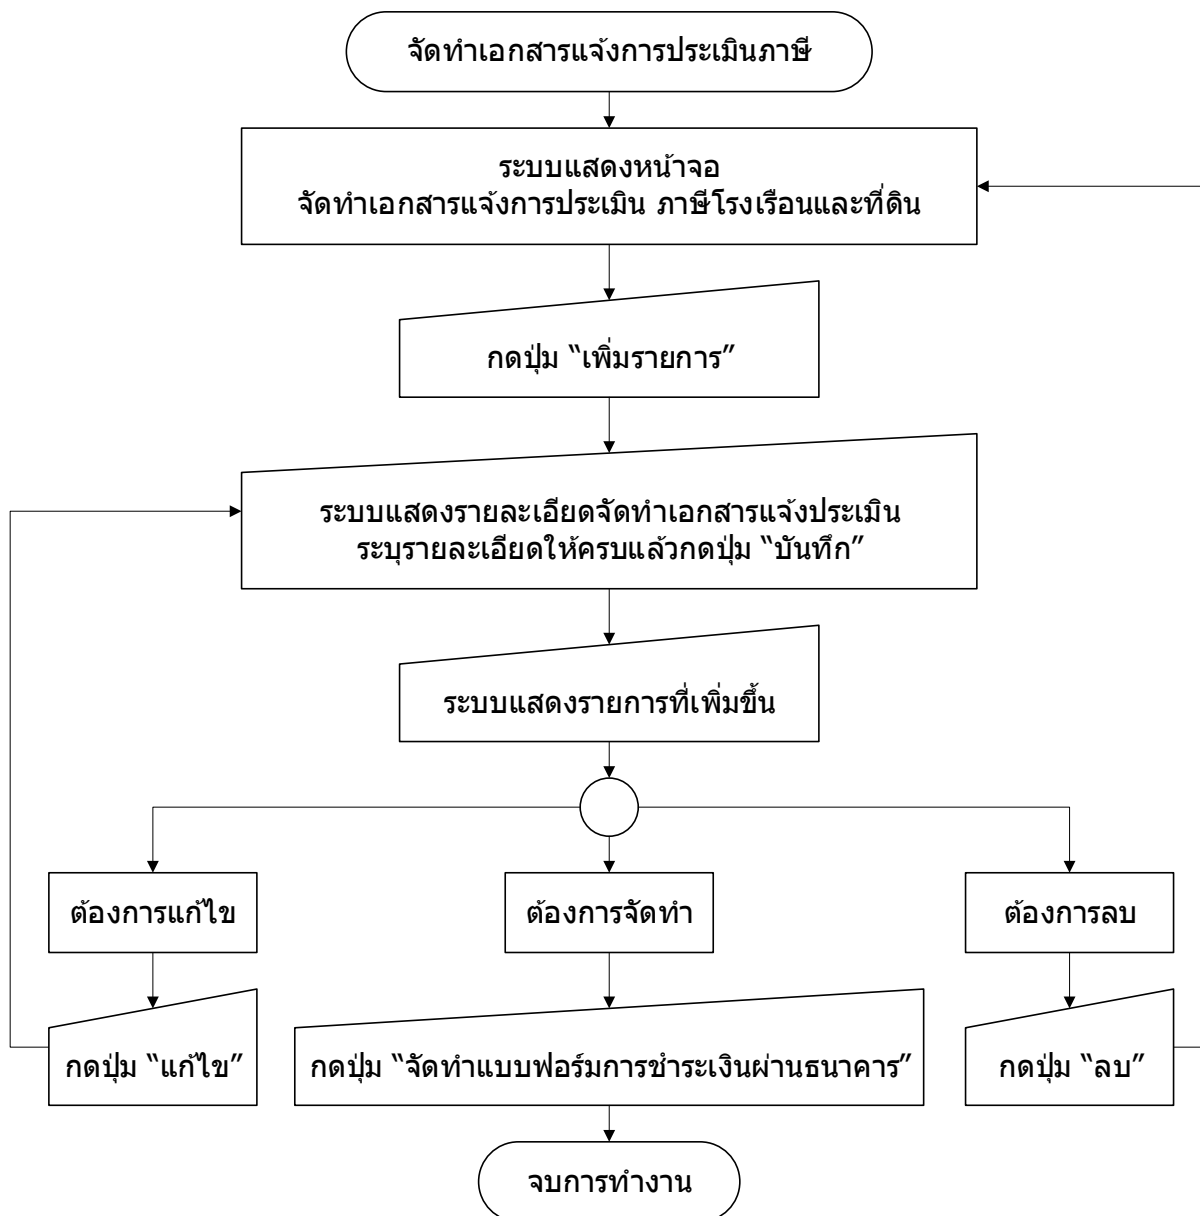 จัดทำเอกสารแจ้งการประเมินภาษี
ระบบแสดงหน้าจอ
จัดทำเอกสารแจ้งการประเมิน ภาษีโรงเรือนและที่ดิน
กดปุ่ม “เพิ่มรายการ”
ระบบแสดงรายละเอียดจัดทำเอกสารแจ้งประเมิน
ระบุรายละเอียดให้ครบแล้วกดปุ่ม “บันทึก”
ระบบแสดงรายการที่เพิ่มขึ้น
ต้องการแก้ไข
ต้องการจัดทำ
ต้องการลบ
กดปุ่ม “แก้ไข”
กดปุ่ม “จัดทำแบบฟอร์มการชำระเงินผ่านธนาคาร”
กดปุ่ม “ลบ”
จบการทำงาน